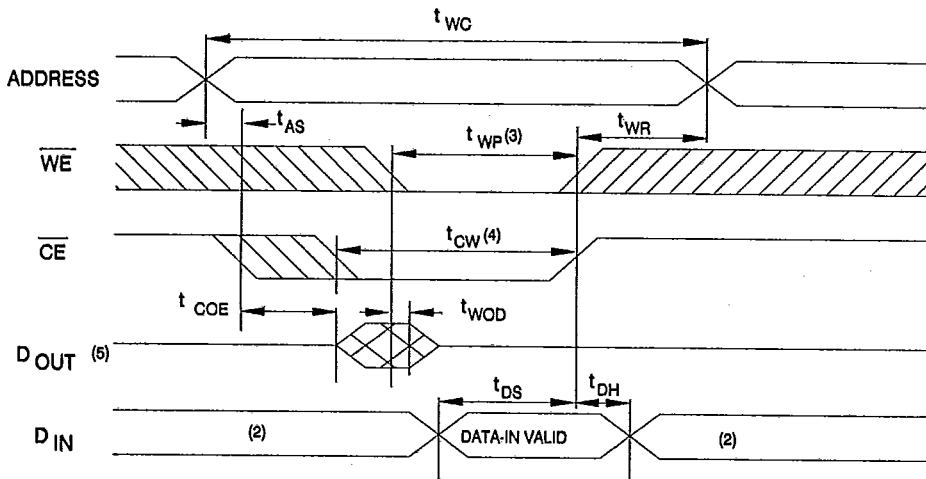 t WC
ADDRESS
t AS
t WP (3)
t WR
WE
t CW (4)
CE
t COE
t WOD
D OUT (5)
t DS
t DH
D IN
(2)
DATA-IN VALID
(2)